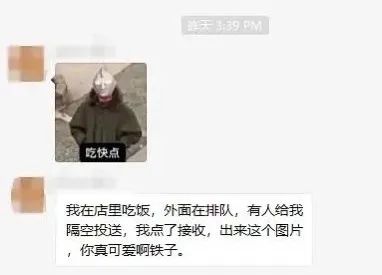 昨天 3:39 PM
吃快点
我在店里吃饭，外面在排队，有人给我
隔空投送，我点了接收，出来这个图片
，你真可爱啊铁子。